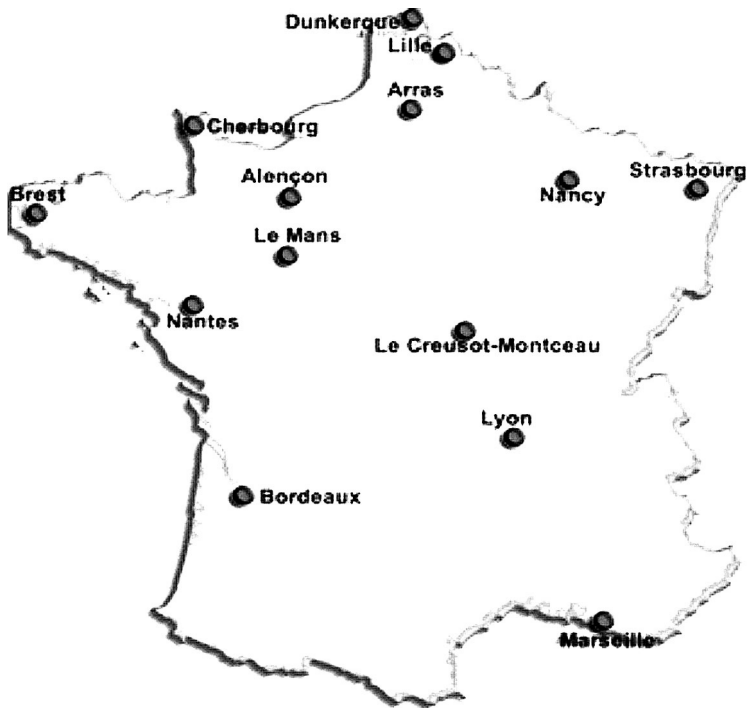 Dunkerque
Lille
Arras
Cherbourg
Alençon
Strasbourg
Brest
Nancy
Le Mans
Nantes
Le Creusot-Montceau
Lyon
Bordeaux
Marseille